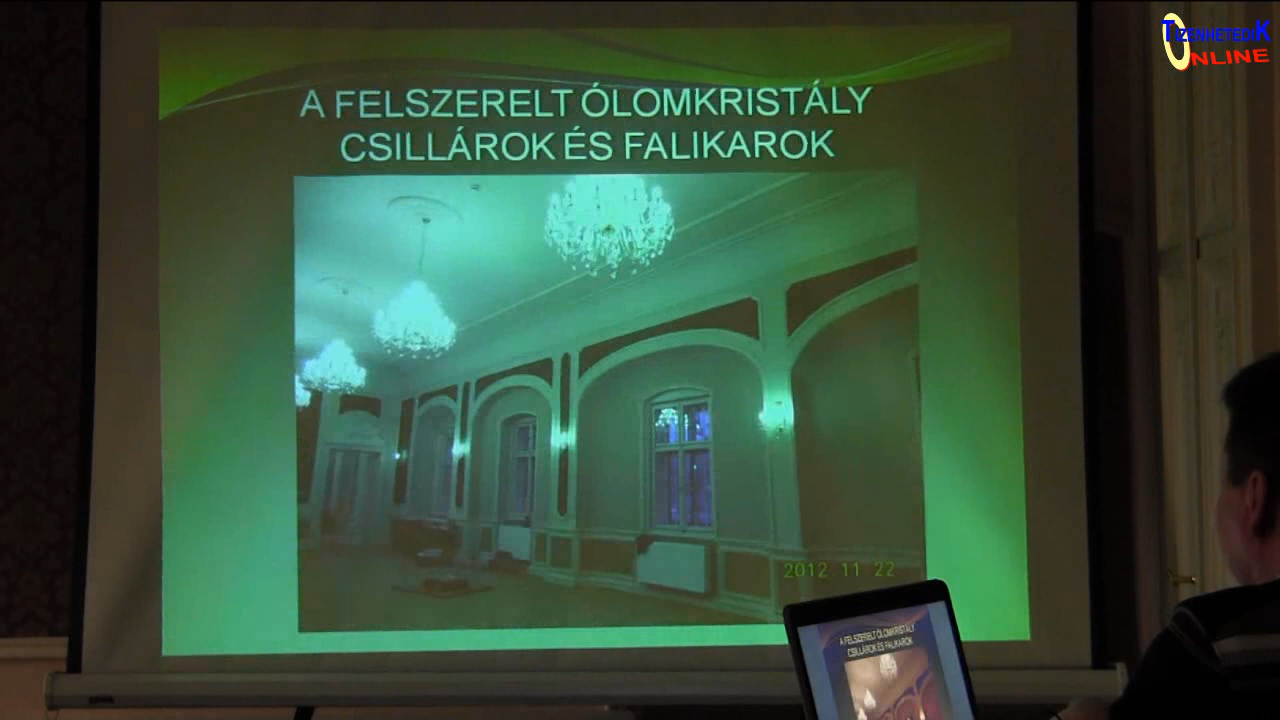 TIZENHETEDIK
ONLINE
A FELSZERELT ÓLOMKRISTÁLY
CSILLÁROK ÉS FALIKAROK
2012. 11 22
A FELSZERELT ÓLOMKRISTÁLY
CSILLÁROK ÉS FALIKAROK